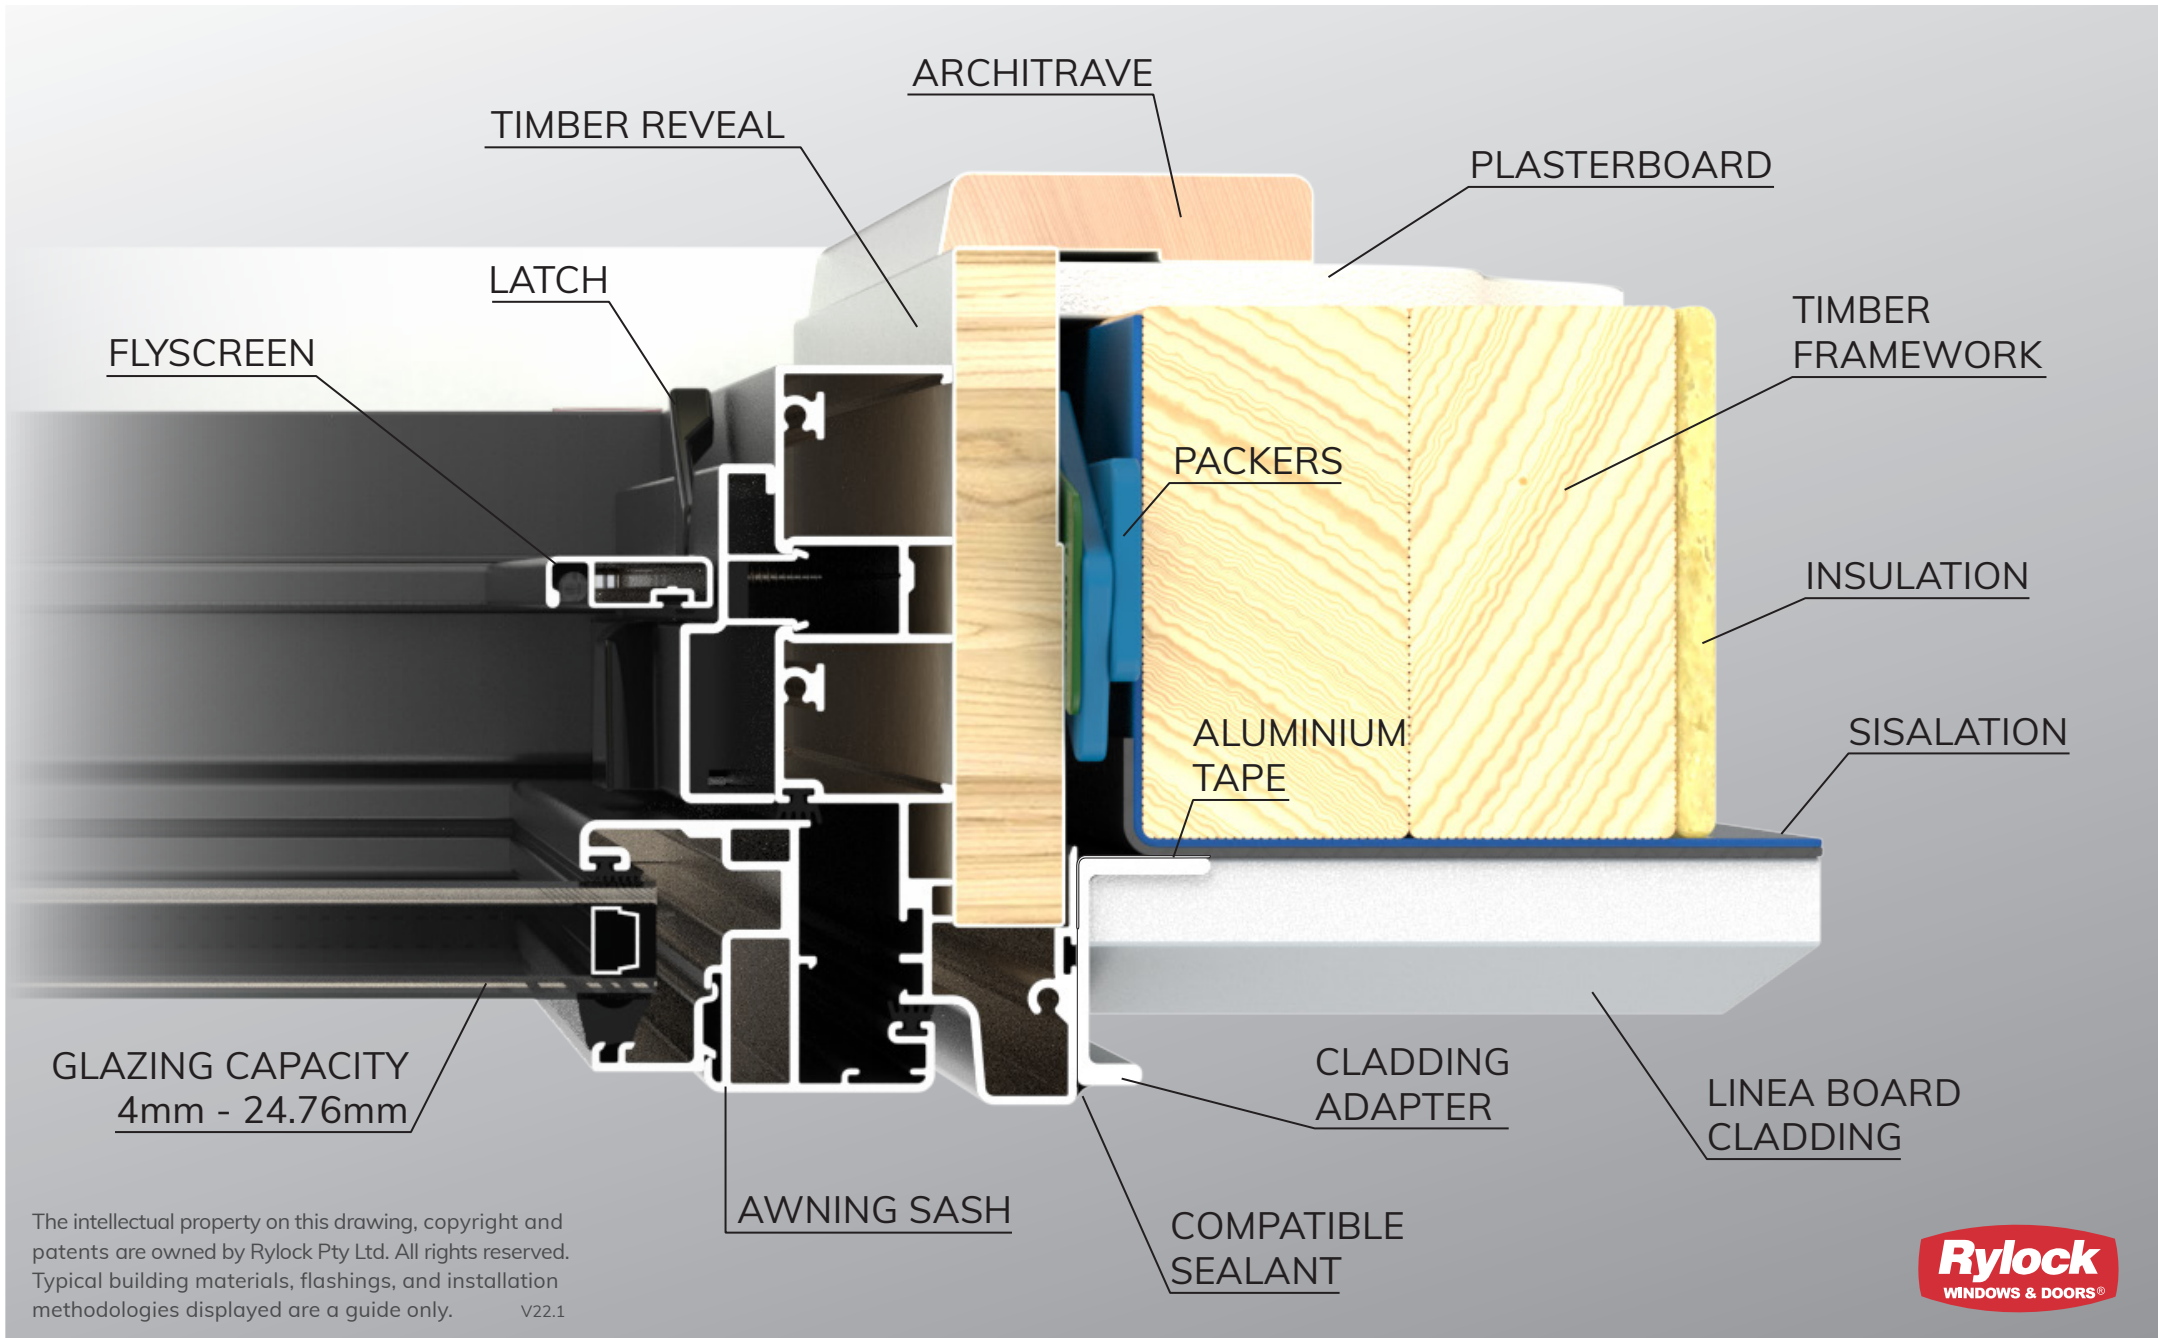 ARCHITRAVE
TIMBER REVEAL
PLASTERBOARD
LATCH
TIMBER
FRAMEWORK
FLYSCREEN
PACKERS
INSULATION
ALUMINIUM
TAPE
SISALATION
GLAZING CAPACITY
4mm - 24.76mm
CLADDING
ADAPTER
LINEA BOARD
CLADDING
AWNING SASH
COMPATIBLE
SEALANT
The intellectual property on this drawing, copyright and
patents are owned by Rylock Pty Ltd. All rights reserved.
Typical building materials, flashings, and installation
methodologies displayed are a guide only. V22.1
Rylock
WINDOWS & DOORS®